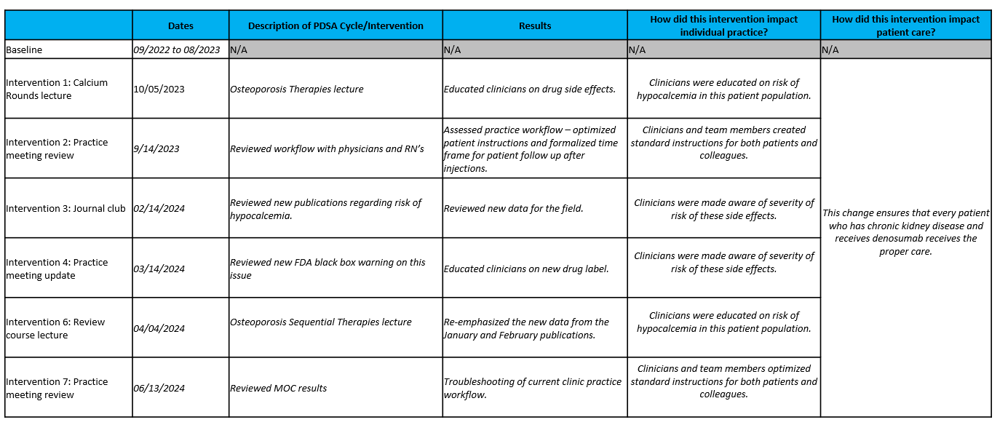 Dates
Description of PDSA Cycle/Intervention
Results
How did this intervention impact
individual practice?
How did this intervention impact
patient care?
Baseline
09/2022 to 08/2023
N/A
N/A
N/A
N/A
Intervention 1: Calcium
Rounds lecture
10/05/2023
Osteoporosis Therapies lecture
Educated clinicians on drug side effects.
Clinicians were educated on risk of
hypocalcemia in this patient population.
Intervention 2: Practice
meeting review
9/14/2023
Reviewed workflow with physicians and RN’s
Assessed practice workflow – optimized
patient instructions and formalized time
frame for patient follow up after
injections.
Clinicians and team members created
standard instructions for both patients and
colleagues.
Intervention 3: Journal club
02/14/2024
Reviewed new publications regarding risk of
hypocalcemia.
Reviewed new data for the field.
Clinicians were made aware of severity of
risk of these side effects.
This change ensures that every patient
who has chronic kidney disease and
receives denosumab receives the
proper care.
Intervention 4: Practice
meeting update
03/14/2024
Reviewed new FDA black box warning on this
issue
Educated clinicians on new drug label.
Clinicians were made aware of severity of
risk of these side effects.
Intervention 6: Review
course lecture
04/04/2024
Osteoporosis Sequential Therapies lecture
Re-emphasized the new data from the
January and February publications.
Clinicians were educated on risk of
hypocalcemia in this patient population.
Intervention 7: Practice
meeting review
06/13/2024
Reviewed MOC results
Troubleshooting of current clinic practice
workflow.
Clinicians and team members optimized
standard instructions for both patients and
colleagues.